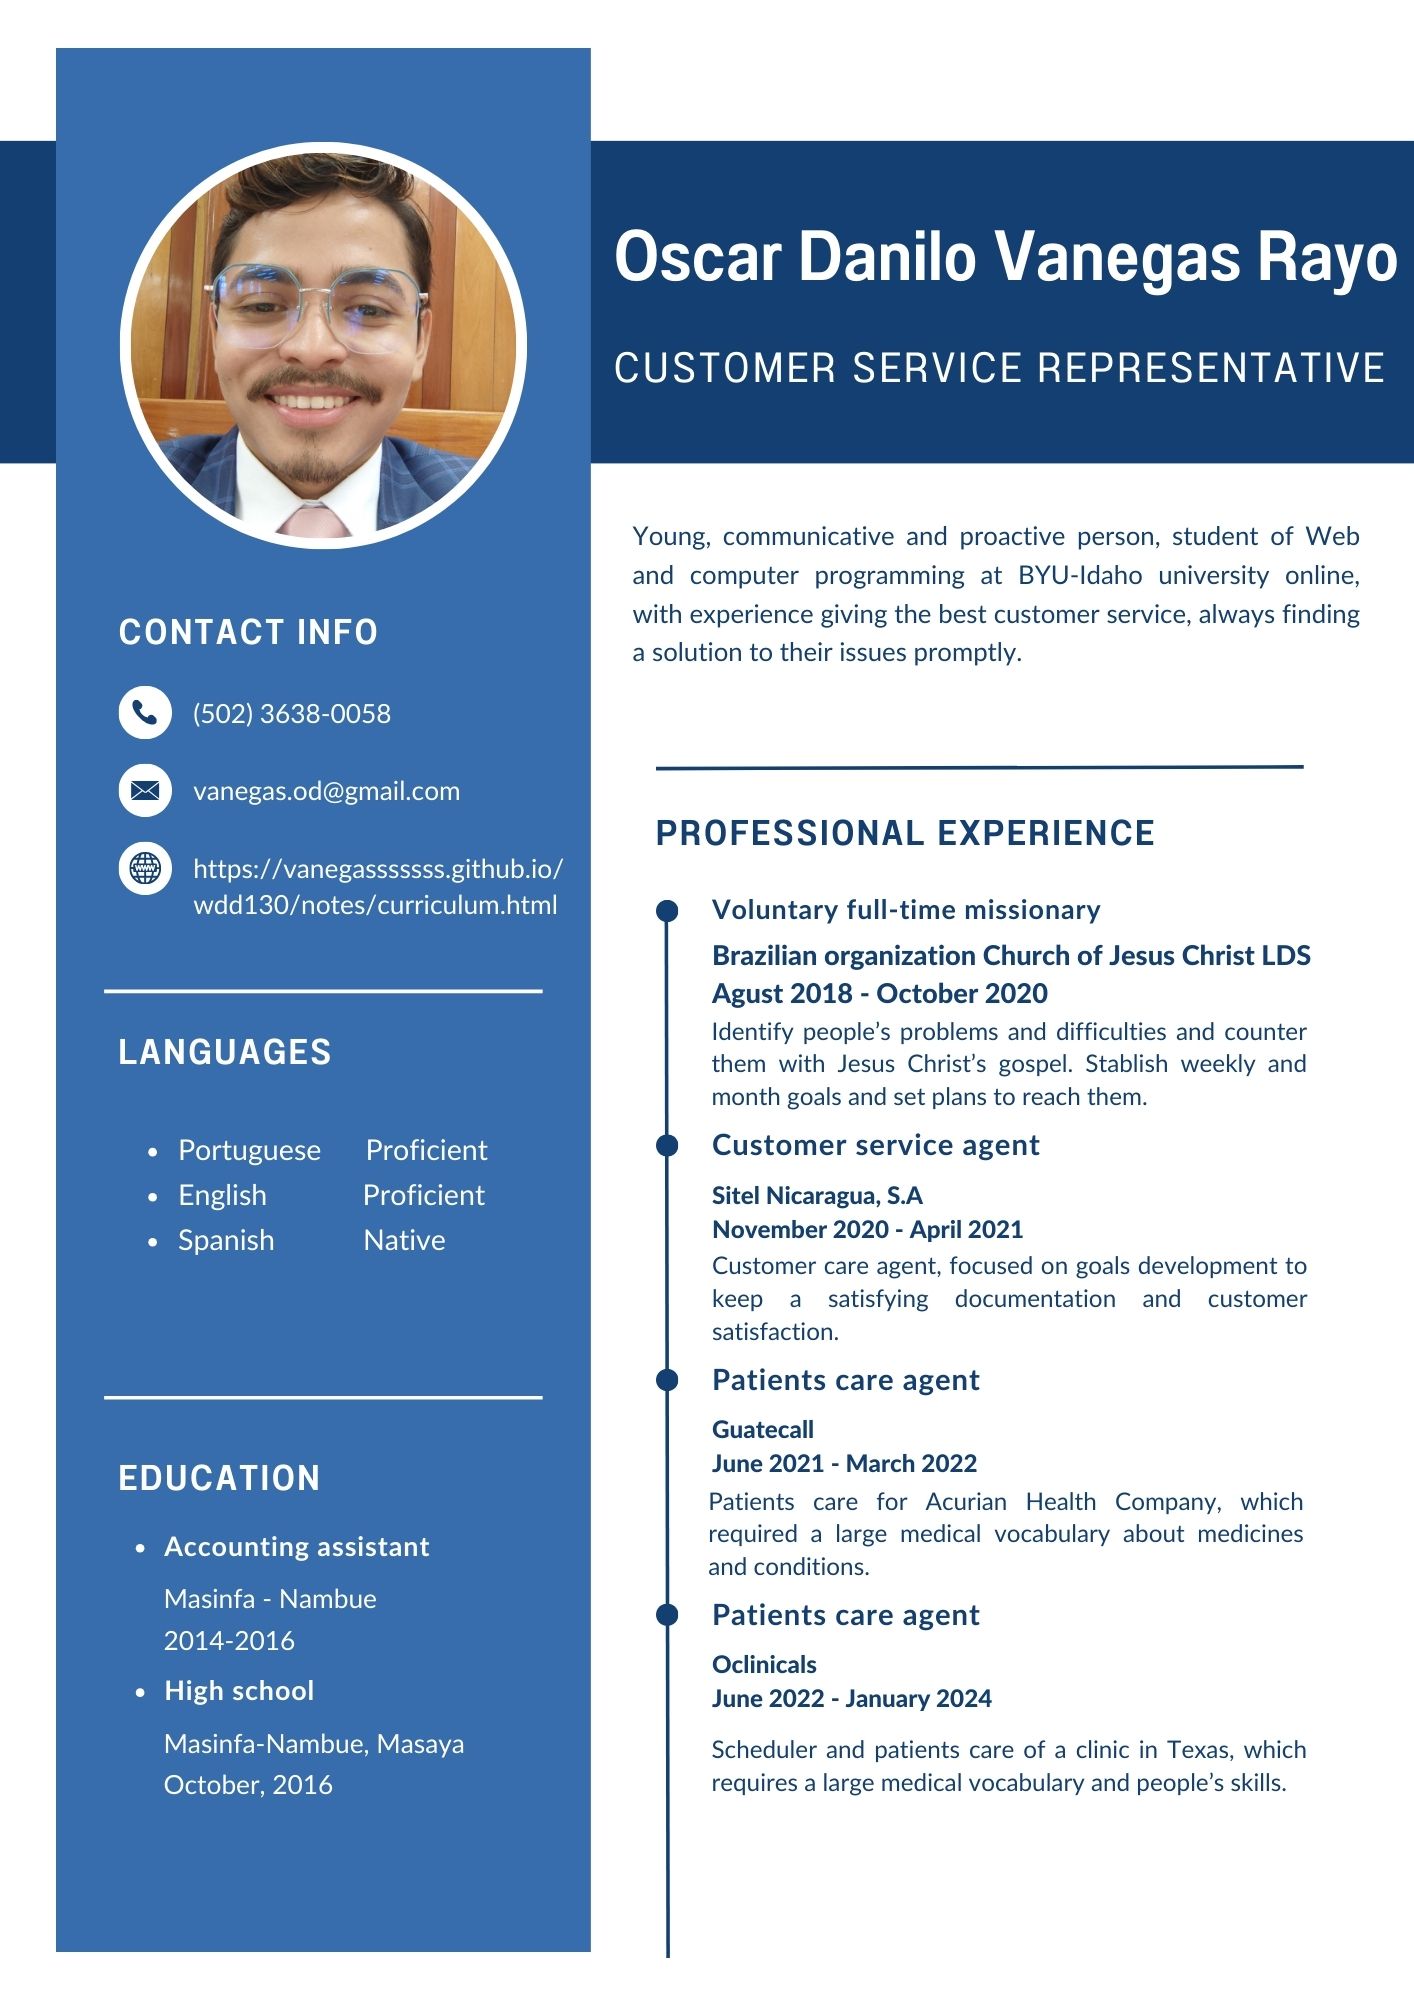 Oscar Danilo Vanegas Rayo
CUSTOMER SERVICE REPRESENTATIVE
Young, communicative and proactive person, student of Web
and computer programming at BYU-Idaho university online,
with experience giving the best customer service, always finding
a solution to their issues promptly.
CONTACT INFO
(502) 3638-0058
vanegas.od@gmail.com
https://vanegasssssss.github.io/
wdd130/notes/curriculum.html
LANGUAGES
Portuguese Proficient
English Proficient
Spanish Native
EDUCATION
Accounting assistant
Masinfa - Nambue
2014-2016
High school
Masinfa-Nambue, Masaya
October, 2016
PROFESSIONAL EXPERIENCE
Voluntary full-time missionary
Brazilian organization Church of Jesus Christ LDS
Agust 2018 - October 2020
Identify people’s problems and difficulties and counter
them with Jesus Christ’s gospel. Stablish weekly and
month goals and set plans to reach them.
Customer service agent
Sitel Nicaragua, S.A
November 2020 - April 2021
Customer care agent, focused on goals development to
keep a satisfying documentation and customer
satisfaction.
Patients care agent
Guatecall
June 2021 - March 2022
Patients care for Acurian Health Company, which
required a large medical vocabulary about medicines
and conditions.
Patients care agent
Oclinicals
June 2022 - January 2024
Scheduler and patients care of a clinic in Texas, which
requires a large medical vocabulary and people’s skills.